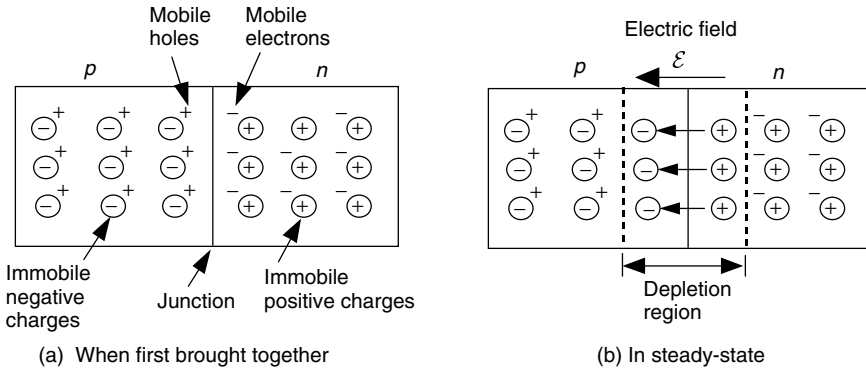 Mobile
holes
Mobile
electrons
p
n
Immobile
negative
charges
Junction
Immobile
positive charges
(a) When first brought together
Electric field
ℰ
p
n
Depletion
region
(b) In steady-state